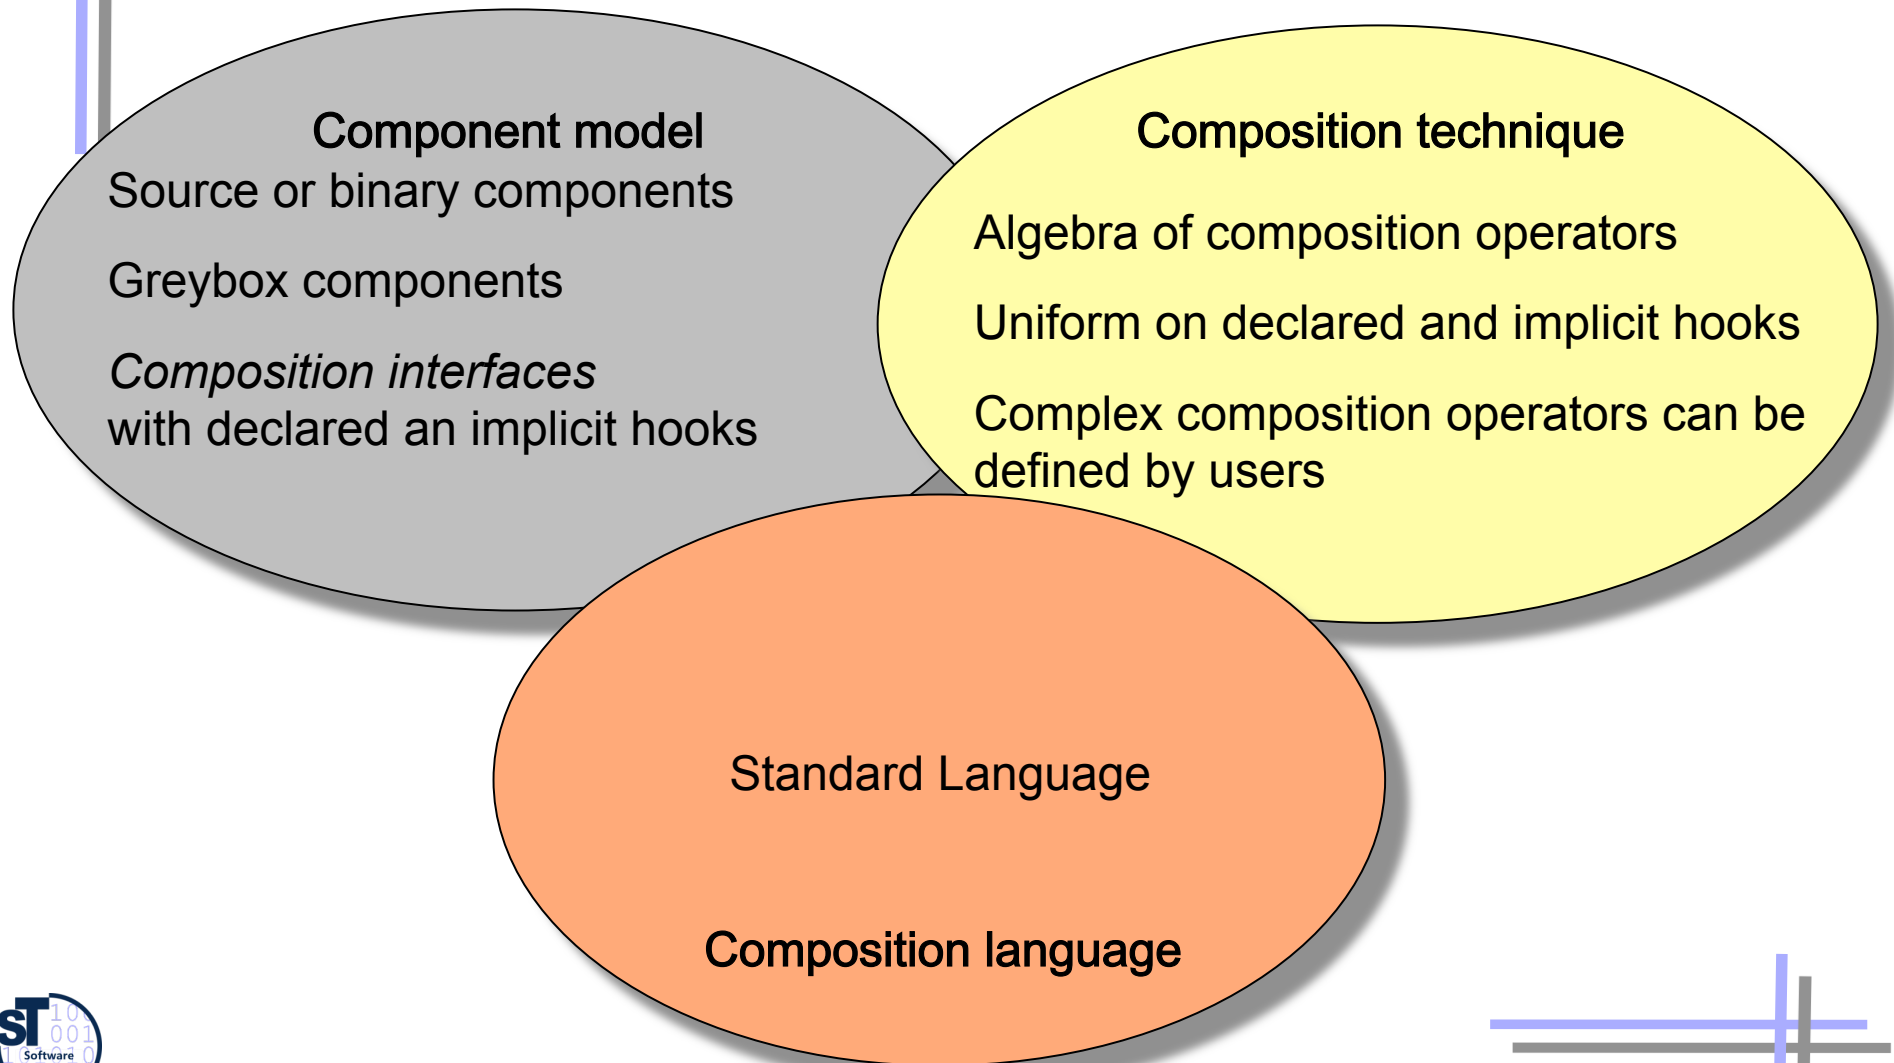 Component model
Source or binary components
Greybox components
Composition interfaces
with declared an implicit hooks
Composition technique
Algebra of composition operators
Uniform on declared and implicit hooks
Complex composition operators can be
defined by users
Standard Language
Composition language
ST
Software